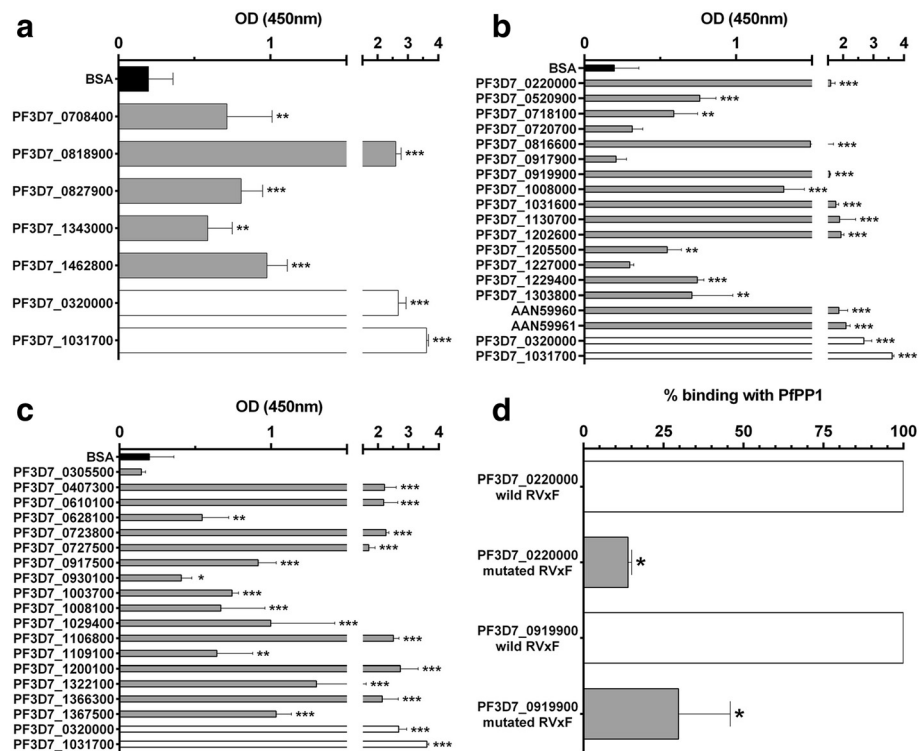 a
OD (450nm)
0 1 2 3 4
BSA
PF3D7_0708400 **
PF3D7_0818900 ***
PF3D7_0827900 ***
PF3D7_1343000 **
PF3D7_1462800 ***
PF3D7_0320000 ***
PF3D7_1031700 ***
b
OD (450nm)
0 1 2 3 4
BSA
PF3D7_0220000 ***
PF3D7_0520900 ***
PF3D7_0718100 **
PF3D7_0720700
PF3D7_0816600 ***
PF3D7_0917900
PF3D7_0919900 ***
PF3D7_1008000 ***
PF3D7_1031600 ***
PF3D7_1130700 ***
PF3D7_1202600 ***
PF3D7_1205500 **
PF3D7_1227000
PF3D7_1229400 ***
PF3D7_1303800 **
AAN59960 ***
AAN59961 ***
PF3D7_0320000 ***
PF3D7_1031700 ***
c
OD (450nm)
0 1 2 3 4
BSA
PF3D7_0305500
PF3D7_0407300 ***
PF3D7_0610100 ***
PF3D7_0628100 **
PF3D7_0723800 ***
PF3D7_0727500 ***
PF3D7_0917500 ***
PF3D7_0930100 *
PF3D7_1003700 ***
PF3D7_1008100 ***
PF3D7_1029400 ***
PF3D7_1106800 ***
PF3D7_1109100 **
PF3D7_1200100 ***
PF3D7_1322100 ***
PF3D7_1366300 ***
PF3D7_1367500 ***
PF3D7_0320000 ***
PF3D7_1031700 ***
d
% binding with PfPP1
0 25 50 75 100
PF3D7_0220000
wild RVxF
PF3D7_0220000
mutated RVxF *
PF3D7_0919900
wild RVxF
PF3D7_0919900
mutated RVxF *